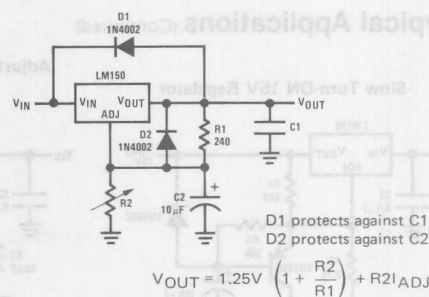 D1
1N4002
LM150
VIN
VIN
VOUT
VOUT
ADJ
D2
1N4002
R1
240
C1
R2
C2
10 μF
+
D1 protects against C1
D2 protects against C2
VOUT = 1.25V (1 + R2/R1) + R2IADJ
ypical Applications (Continued)
Slow Turn-ON 15V Regulator